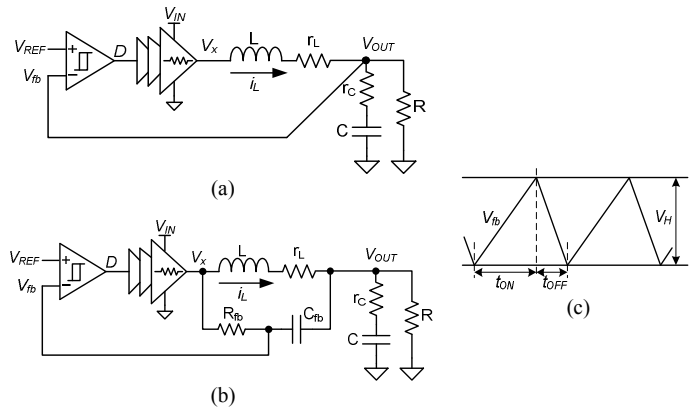 V_IN
V_REF
V_fb
D
V_x
L
r_L
i_L
V_OUT
r_C
C
R
(a)
V_IN
V_REF
V_fb
D
V_x
L
r_L
i_L
V_OUT
R_fb
C_fb
r_C
C
R
(b)
V_fb
V_H
t_ON
t_OFF
(c)